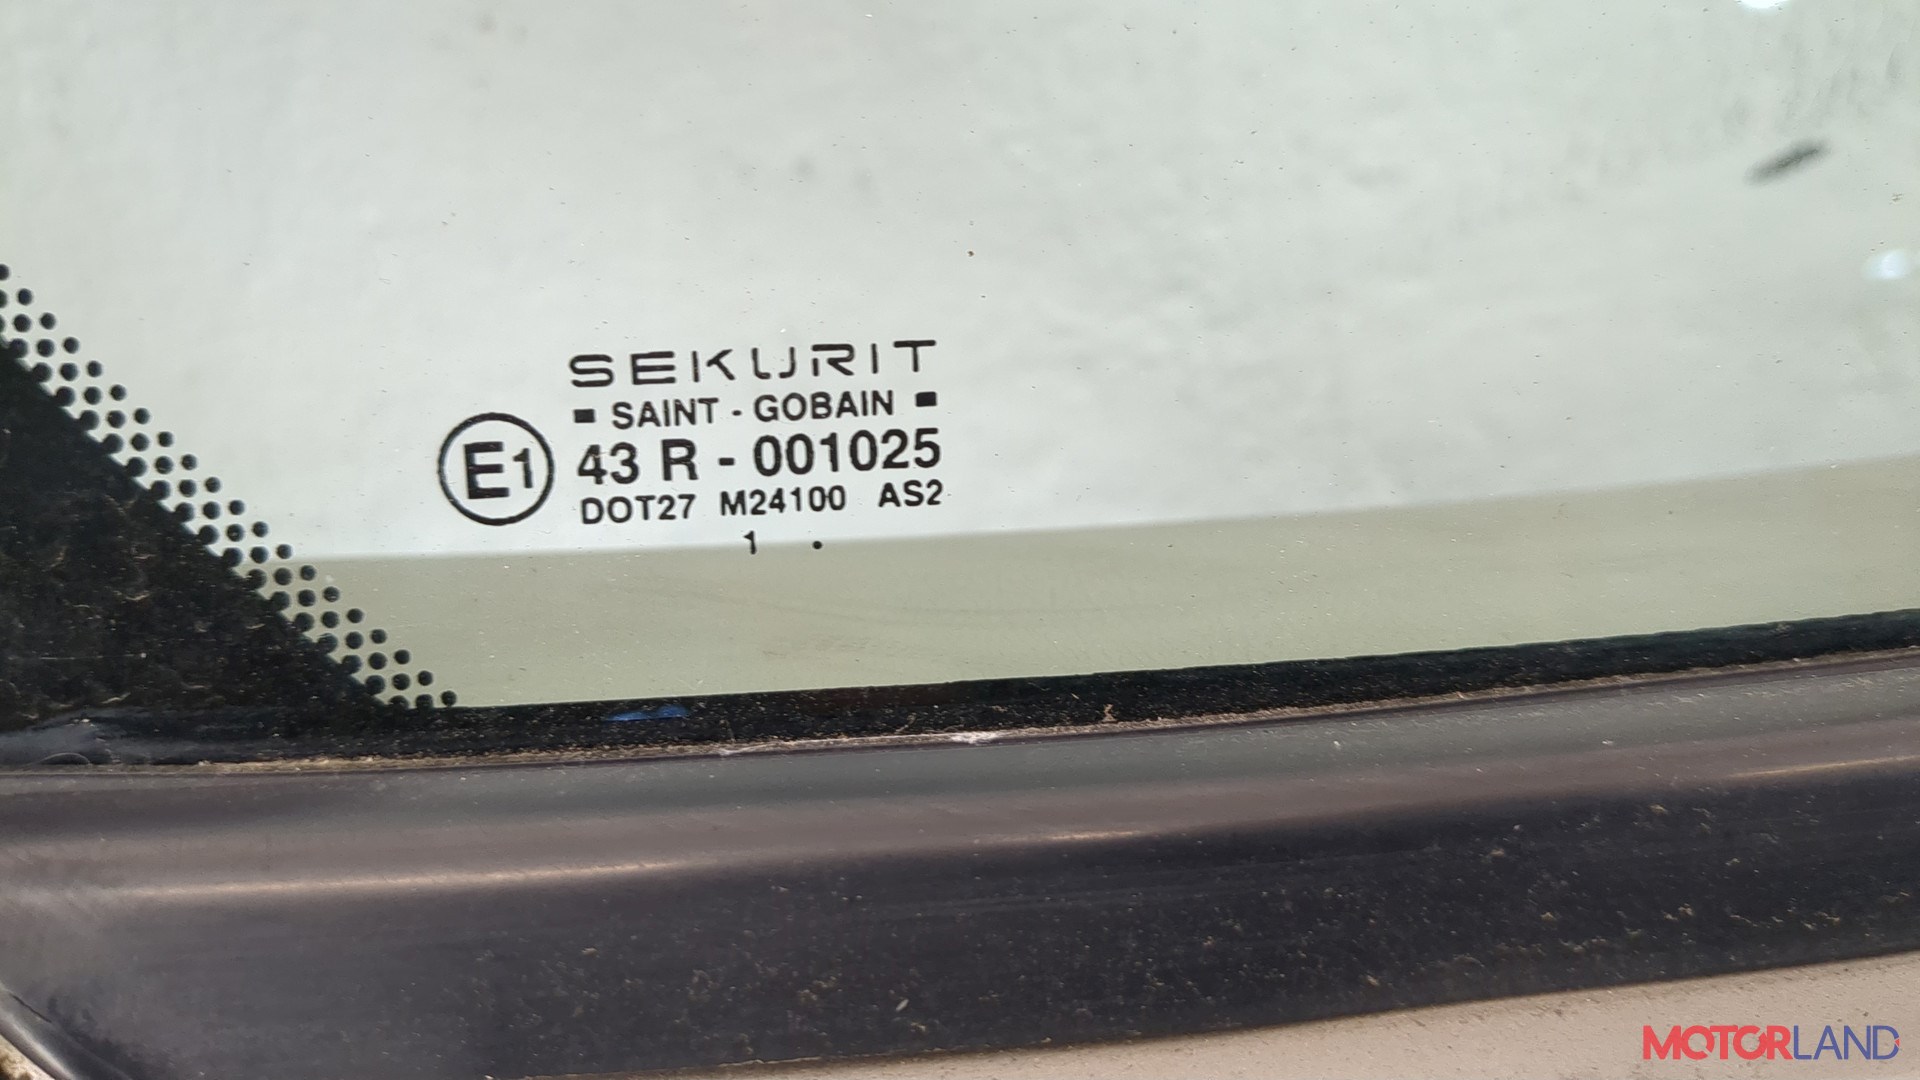 SEKURIT
SAINT - GOBAIN
E1 43 R - 001025
DOT27 M24100 AS2
1 .
MOTORLAND